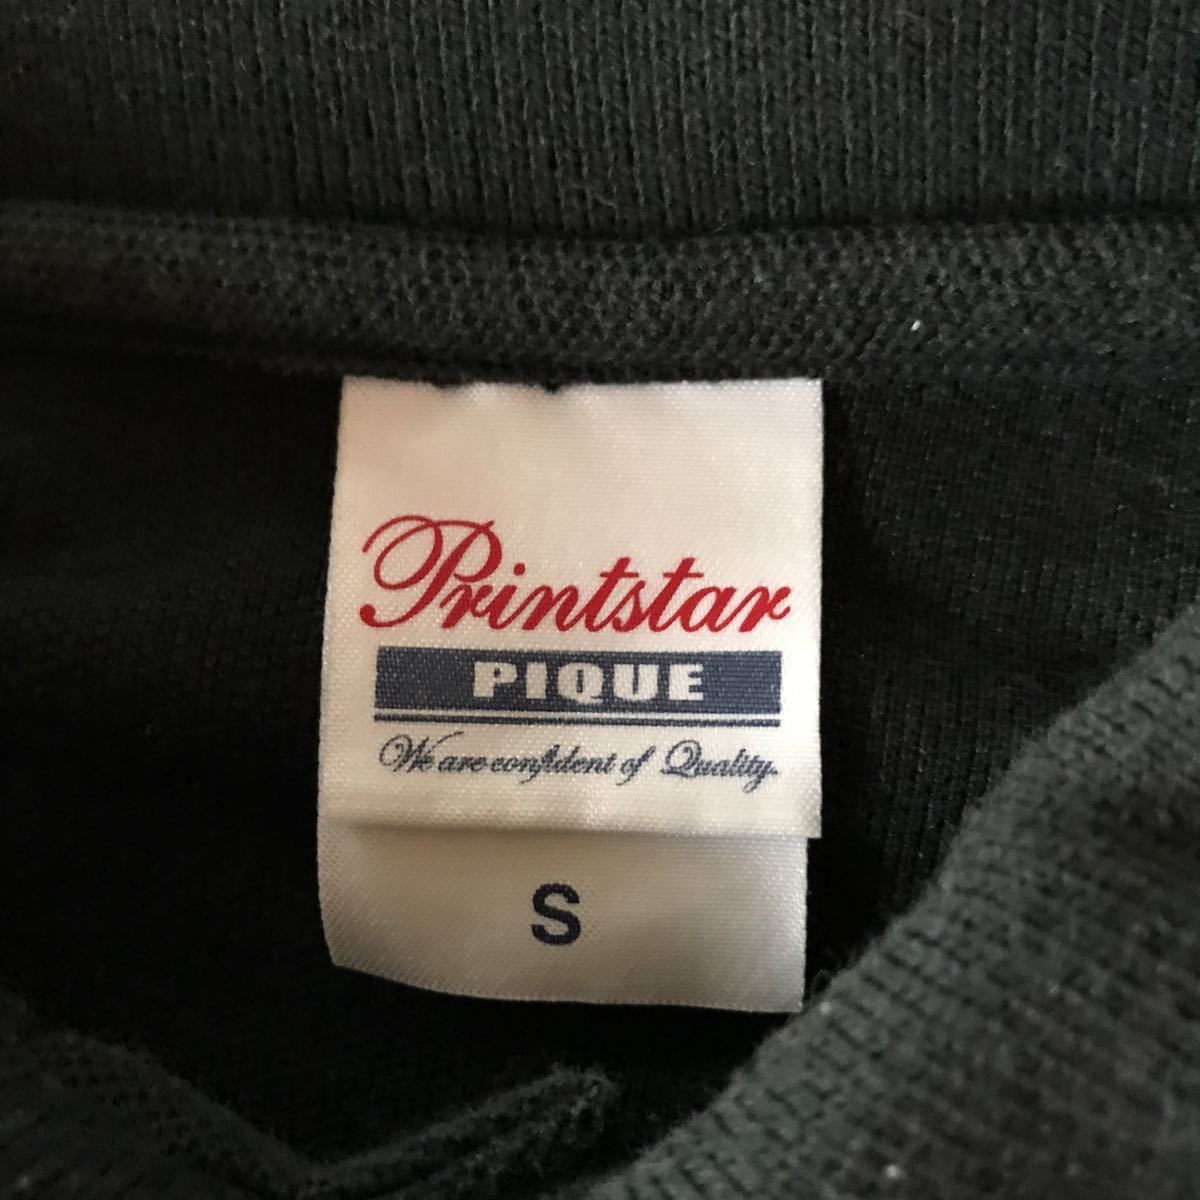 Printstar
PIQUE
We are confident of Quality.
S